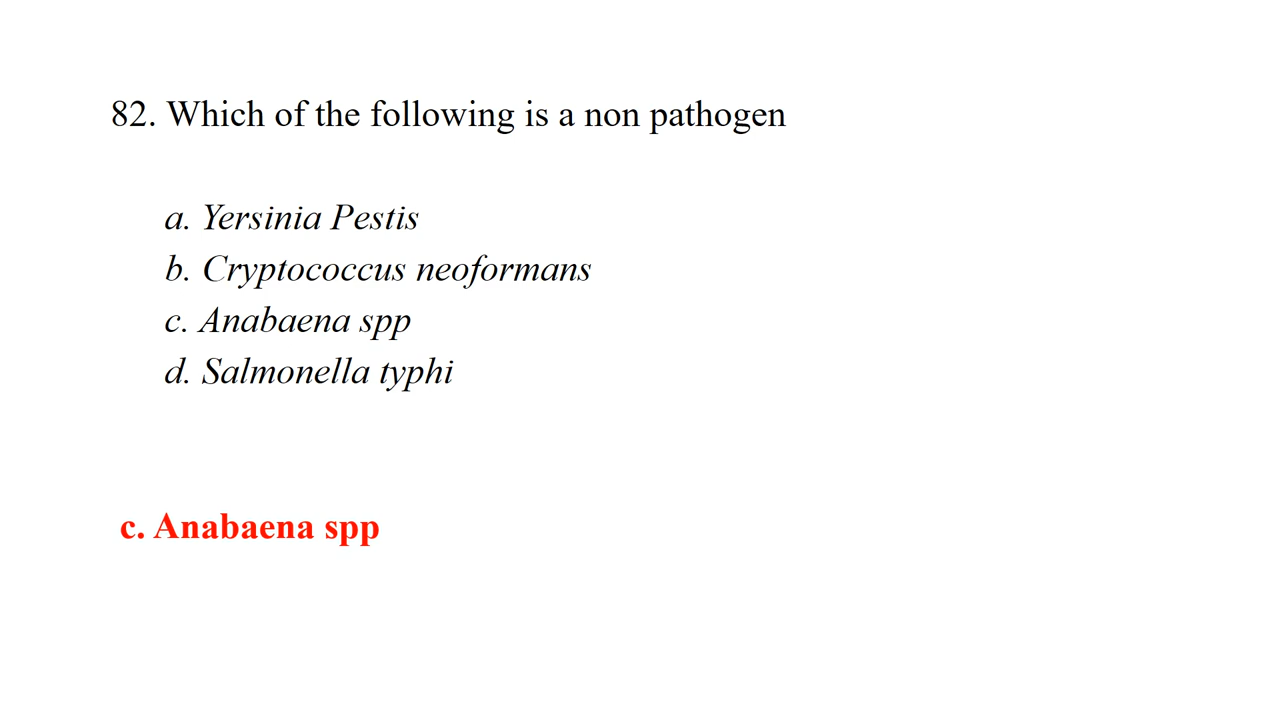 82. Which of the following is a non pathogen
a. Yersinia Pestis
b. Cryptococcus neoformans
c. Anabaena spp
d. Salmonella typhi
c. Anabaena spp